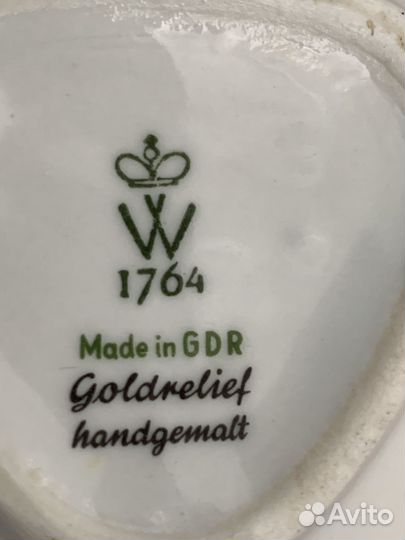 W
1764
Made in GDR
Goldrelief
handgemalt
Avito